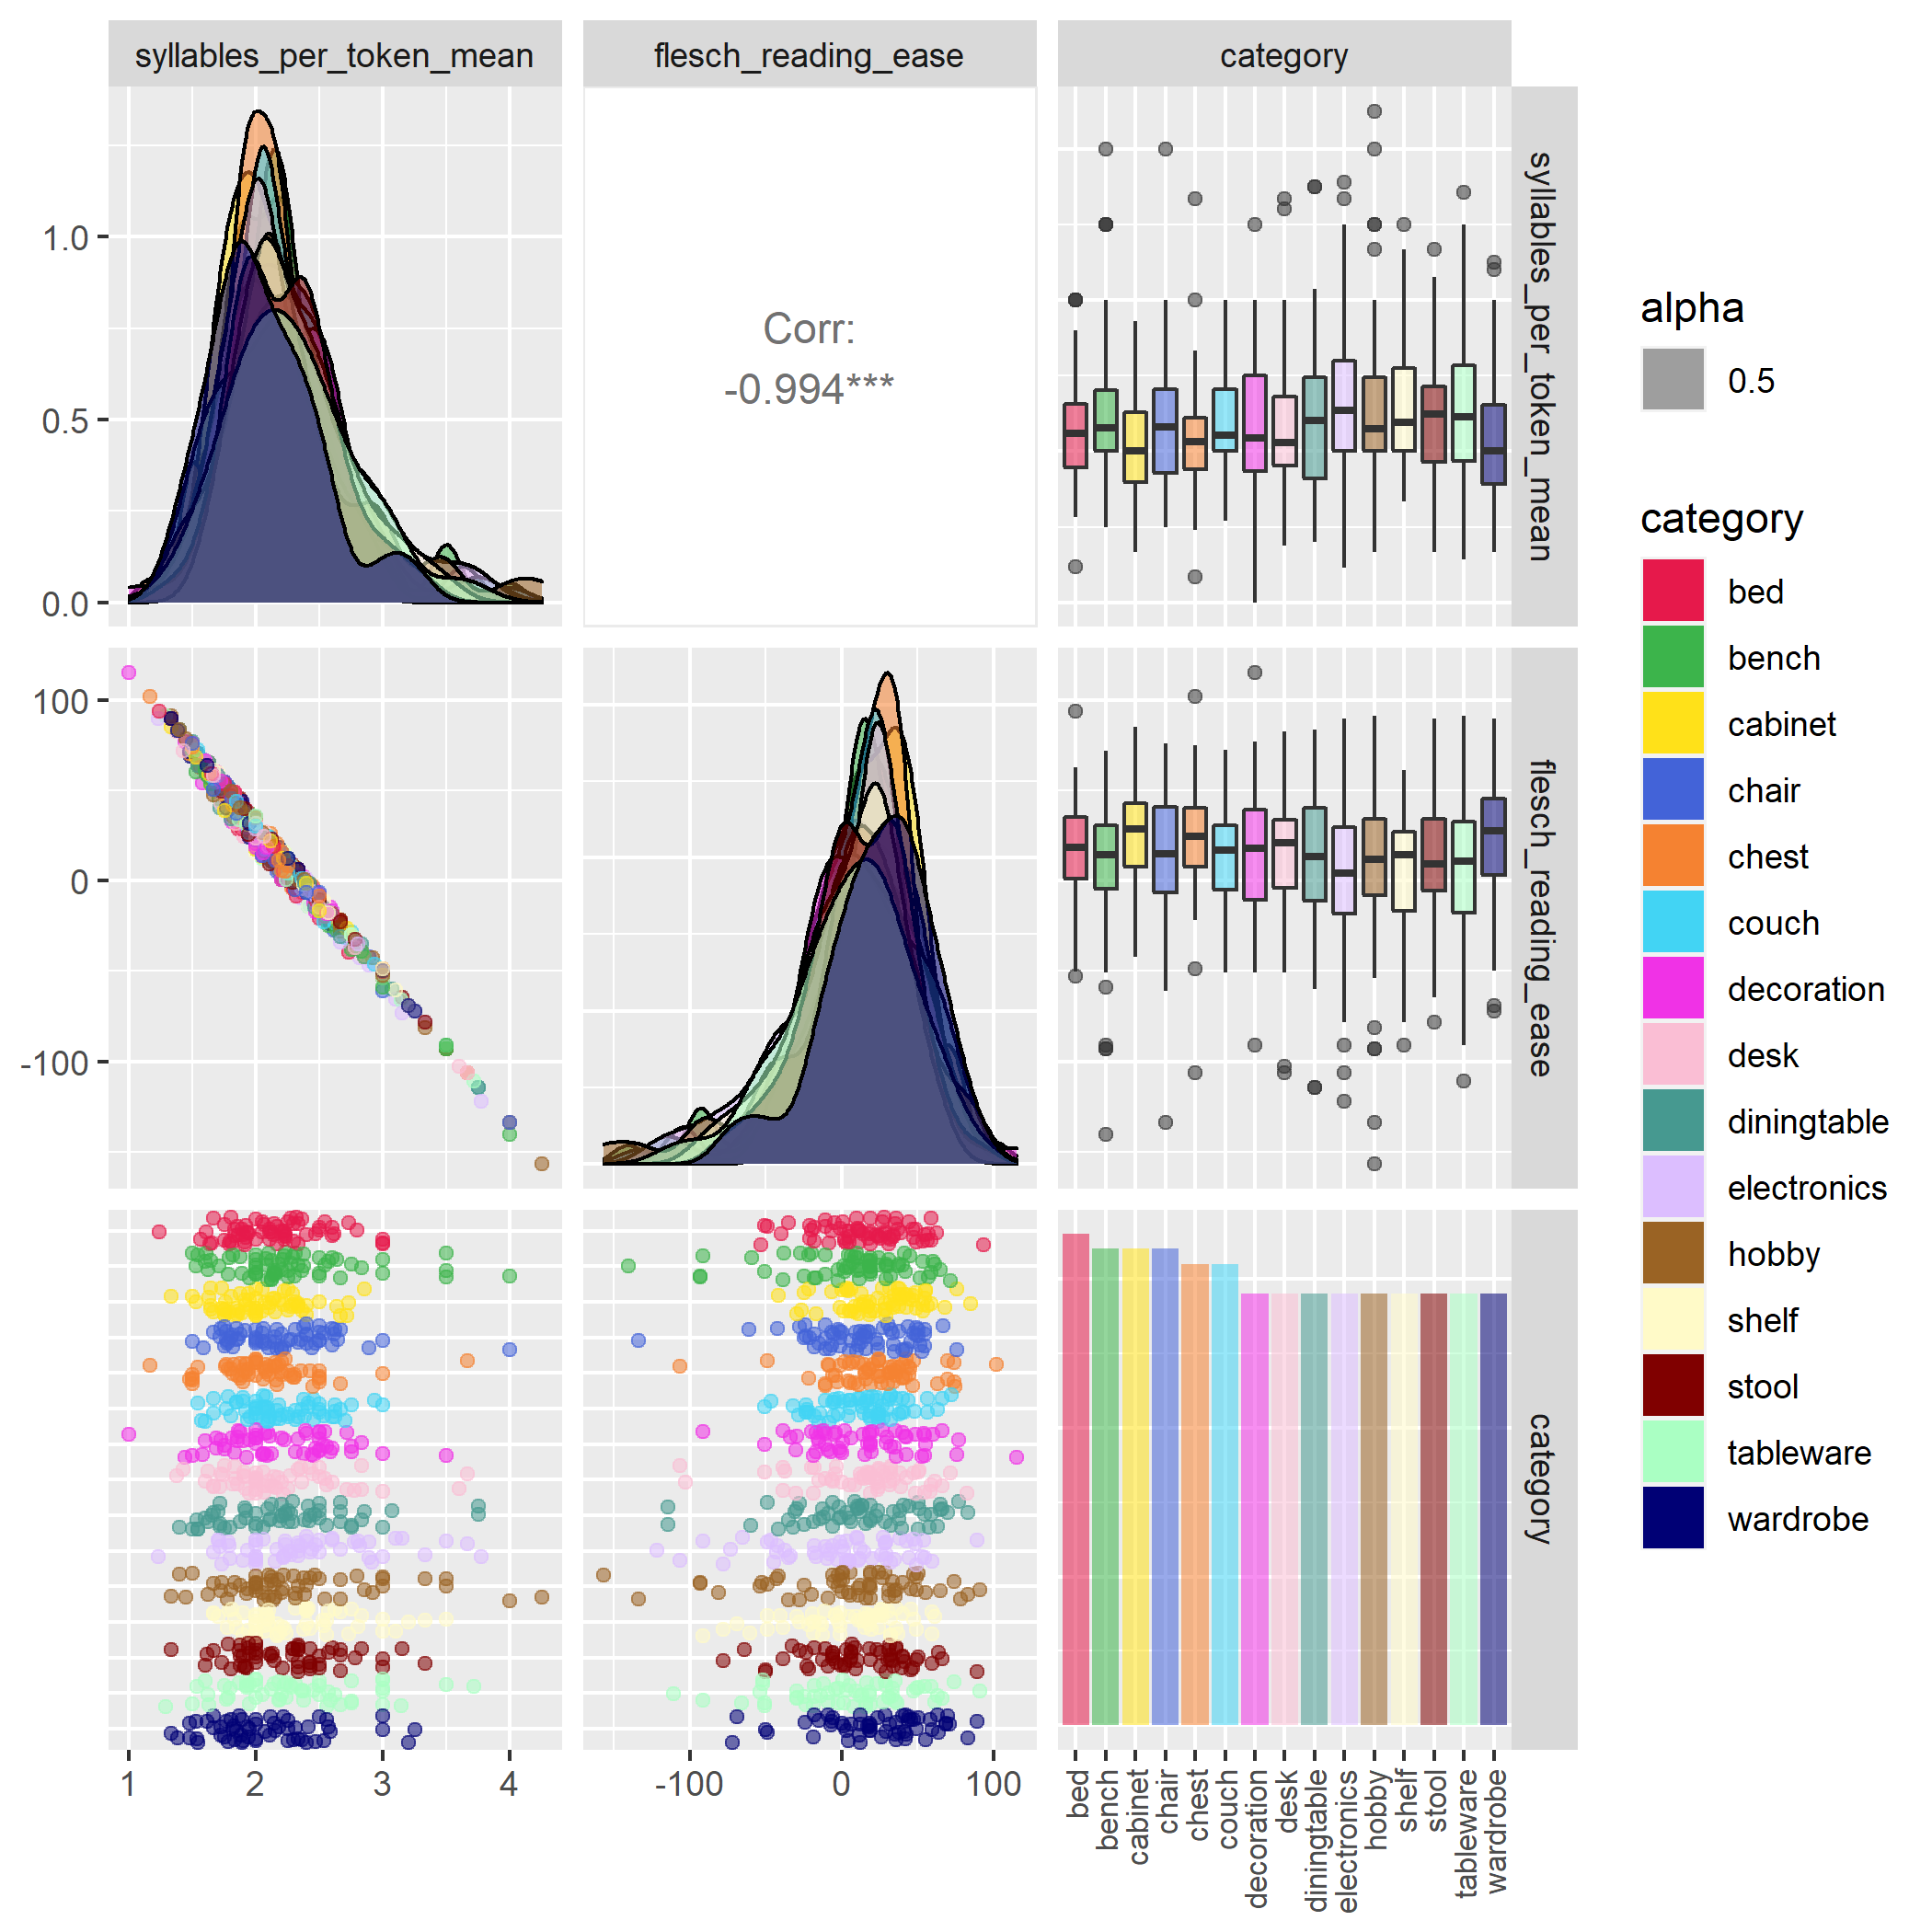 syllables_per_token_mean
flesch_reading_ease
category
1.0
0.5
0.0
Corr:
-0.994***
syllables_per_token_mean
100
0
-100
flesch_reading_ease
category
1
2
3
4
-100
0
100
bed
bench
cabinet
chair
chest
couch
decoration
desk
diningtable
electronics
hobby
shelf
stool
tableware
wardrobe
alpha
0.5
category
bed
bench
cabinet
chair
chest
couch
decoration
desk
diningtable
electronics
hobby
shelf
stool
tableware
wardrobe